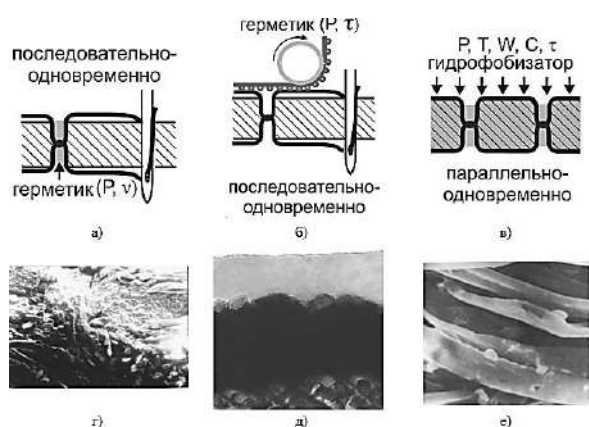 последовательно-
одновременно
герметик (P, ν)
а)
герметик (P, τ)
последовательно-
одновременно
б)
P, T, W, C, τ
гидрофобизатор
параллельно-
одновременно
в)
г)
д)
е)